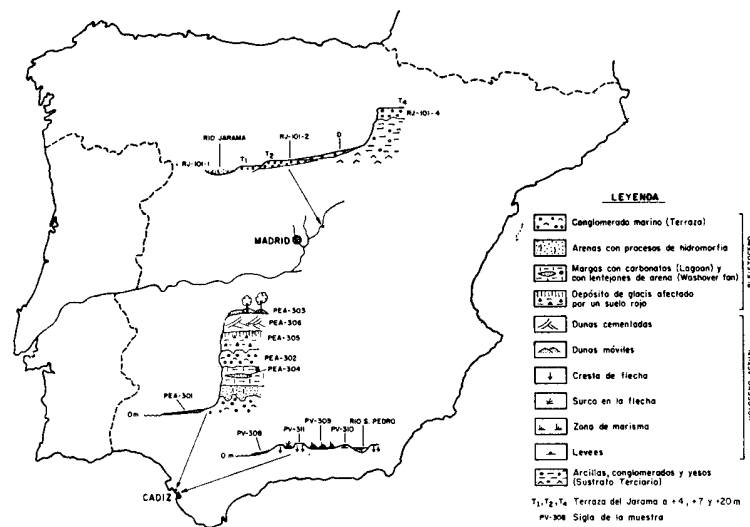 T4
RJ-101-4
RIO JARAMA
RJ-101-2
D
RJ-101-1
T1
T2
MADRID
PEA-303
PEA-306
PEA-305
PEA-302
PEA-304
PEA-301
0 m
PV-309
RIO S. PEDRO
PV-308
PV-311
PV-310
0 m
CADIZ
LEYENDA
Conglomerado marino (Terraza)
Arenas con procesos de hidromorfia
Margas con carbonatos (Lagoon) y
con lentejones de arena (Washover fan)
Depósito de glacis afectado
por un suelo rojo
Dunas cementadas
Dunas móviles
Cresta de flecha
Surco en la flecha
Zona de marisma
Levees
Arcillas, conglomerados y yesos
(Sustrato Terciario)
T1, T2, T4 Terraza del Jarama a +4, +7 y +20 m
PV-308 Sigla de la muestra